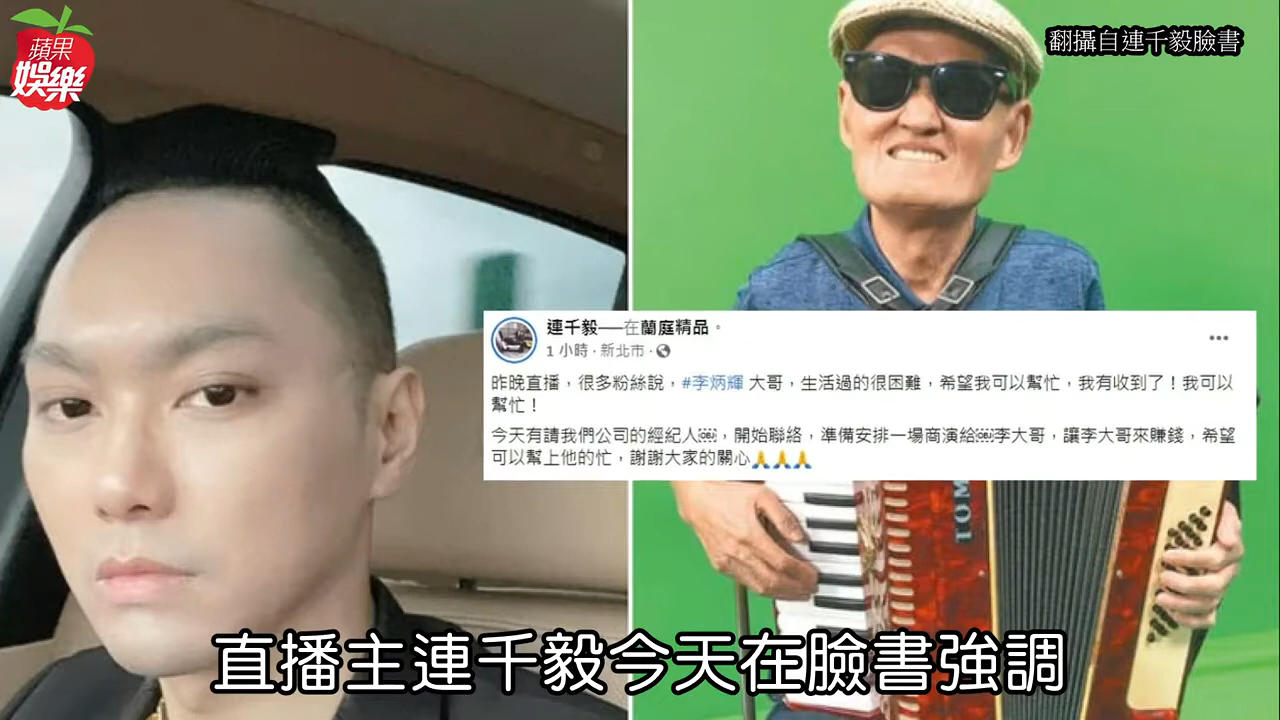 蘋果
娛樂
翻攝自連千毅臉書
連千毅──在蘭庭精品。
1 小時 · 新北市 ·
昨晚直播，很多粉絲說，#李炳輝 大哥，生活過的很困難，希望我可以幫忙，我有收到了！我可以
幫忙！
今天有請我們公司的經紀人￼，開始聯絡，準備安排一場商演給￼李大哥，讓李大哥來賺錢，希望
可以幫上他的忙，謝謝大家的關心🙏🙏🙏
TOM
直播主連千毅今天在臉書強調